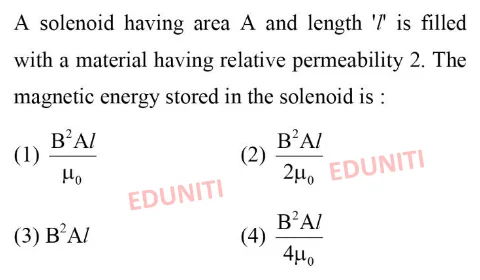 A solenoid having area A and length 'l' is filled
with a material having relative permeability 2. The
magnetic energy stored in the solenoid is :
(1) B²Al/μ₀ (2) B²Al/2μ₀
EDUNITI EDUNITI
(3) B²Al (4) B²Al/4μ₀